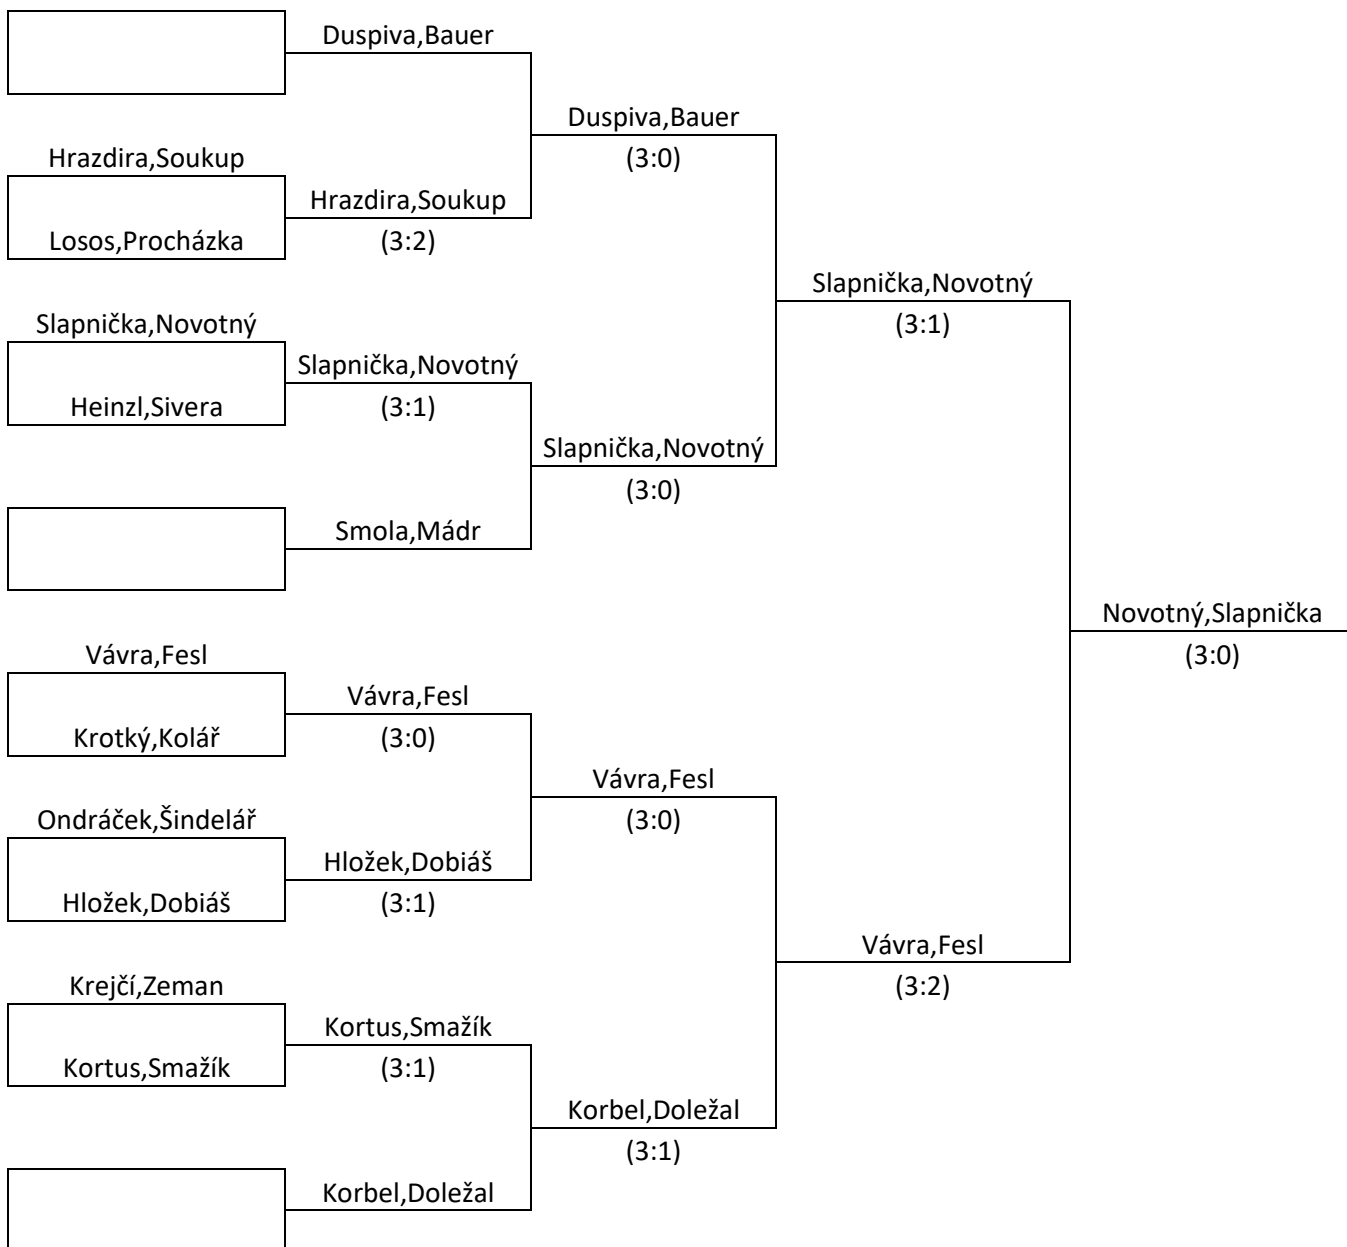 Duspiva,Bauer
Duspiva,Bauer
Hrazdira,Soukup
(3:0)
Hrazdira,Soukup
Losos,Procházka
(3:2)
Slapnička,Novotný
Slapnička,Novotný
(3:1)
Slapnička,Novotný
Heinzl,Sivera
(3:1)
Slapnička,Novotný
(3:0)
Smola,Mádr
Novotný,Slapnička
Vávra,Fesl
(3:0)
Vávra,Fesl
Krotký,Kolář
(3:0)
Vávra,Fesl
Ondráček,Šindelář
(3:0)
Hložek,Dobiáš
Hložek,Dobiáš
(3:1)
Vávra,Fesl
Krejčí,Zeman
(3:2)
Kortus,Smažík
Kortus,Smažík
(3:1)
Korbel,Doležal
(3:1)
Korbel,Doležal